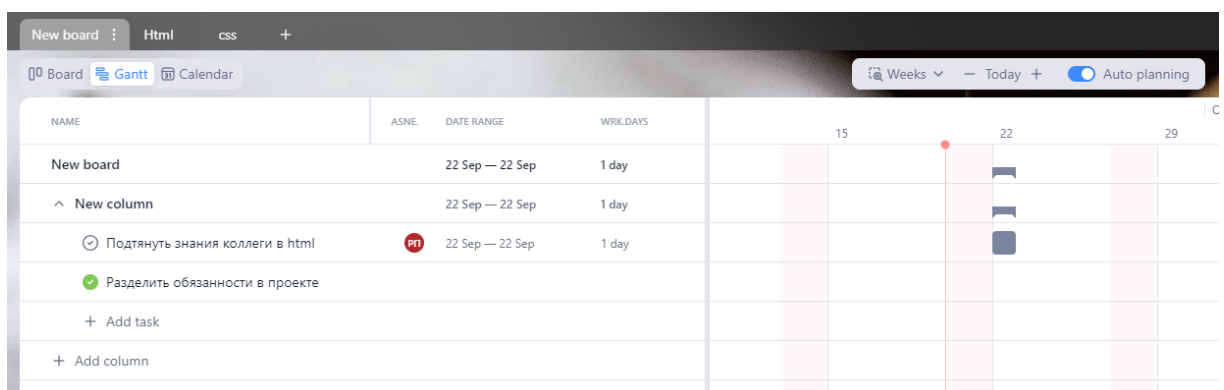 New board Html css +
Board Gantt Calendar Weeks − Today + Auto planning
NAME ASNE. DATE RANGE WRK.DAYS
15 22 29
New board 22 Sep — 22 Sep 1 day
New column 22 Sep — 22 Sep 1 day
Подтянуть знания коллеги в html РП 22 Sep — 22 Sep 1 day
Разделить обязанности в проекте
+ Add task
+ Add column